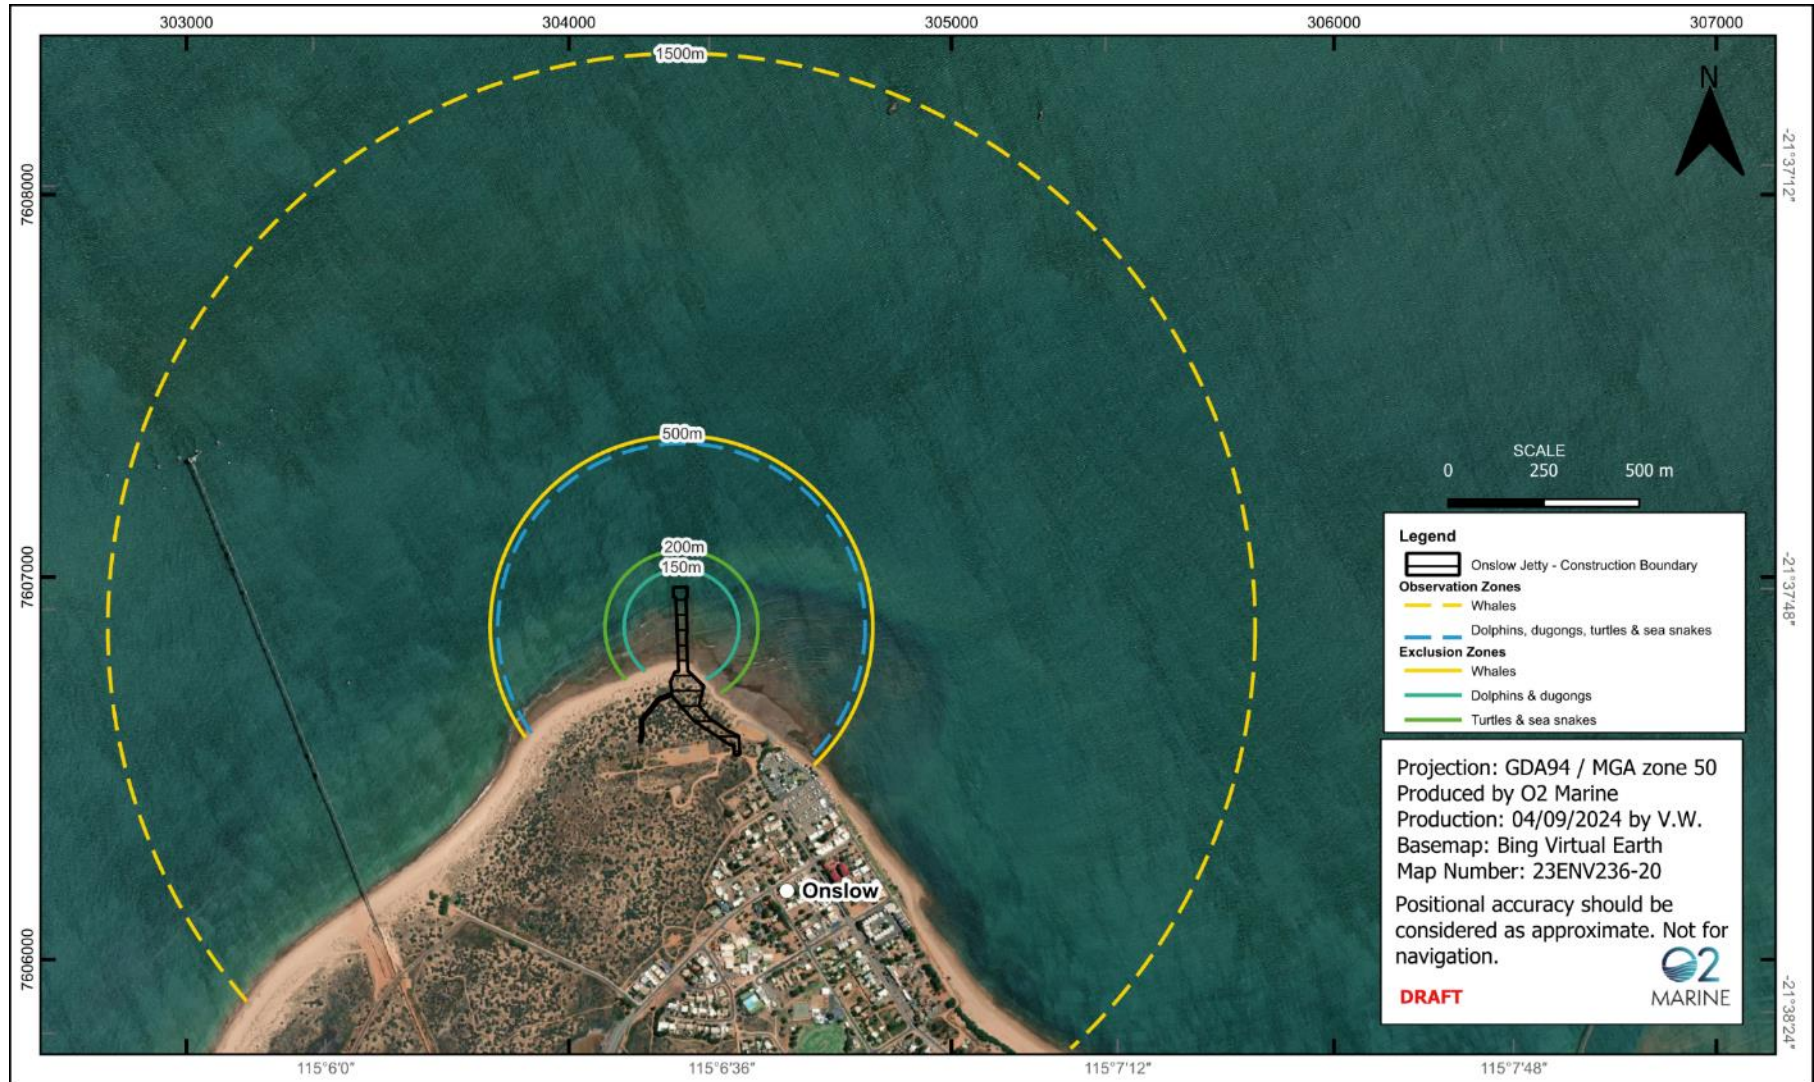 303000
304000
305000
306000
307000
1500m
N
7608000
-21°37'12"
500m
SCALE
0 250 500 m
200m
150m
7607000
-21°37'48"
Legend
Onslow Jetty - Construction Boundary
Observation Zones
Whales
Dolphins, dugongs, turtles & sea snakes
Exclusion Zones
Whales
Dolphins & dugongs
Turtles & sea snakes
Projection: GDA94 / MGA zone 50
Produced by O2 Marine
Production: 04/09/2024 by V.W.
Basemap: Bing Virtual Earth
Map Number: 23ENV236-20
Positional accuracy should be
considered as approximate. Not for
navigation.
DRAFT
O2
MARINE
Onslow
7606000
-21°38'24"
115°6'0"
115°6'36"
115°7'12"
115°7'48"